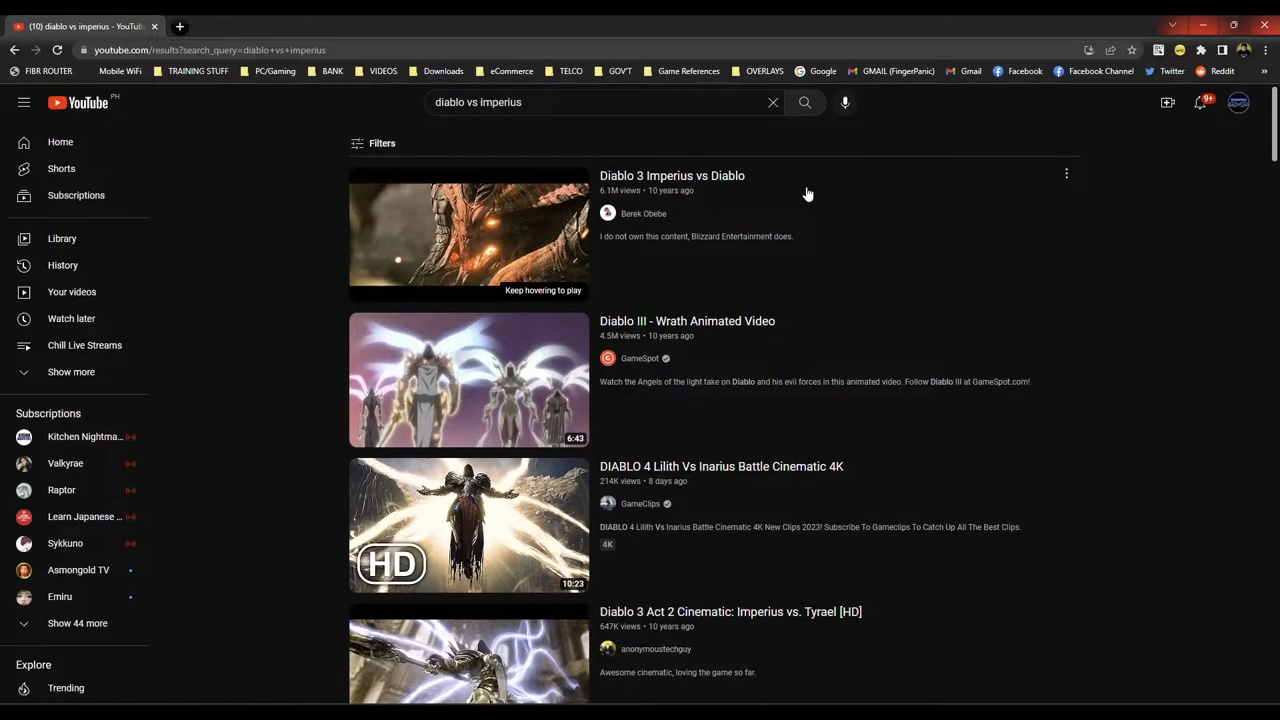 (10) diablo vs imperius - YouTub
youtube.com/results?search_query=diablo+vs+imperius
FIBR ROUTER
Mobile WiFi
TRAINING STUFF
PC/Gaming
BANK
VIDEOS
Downloads
eCommerce
TELCO
GOV'T
Game References
OVERLAYS
Google
GMAIL (FingerPanic)
Gmail
Facebook
Facebook Channel
Twitter
Reddit
»
YouTube PH
diablo vs imperius
9+
Home
Shorts
Subscriptions
Library
History
Your videos
Watch later
Chill Live Streams
Show more
Subscriptions
Kitchen Nightma...
Valkyrae
Raptor
Learn Japanese ...
Sykkuno
Asmongold TV
Emiru
Show 44 more
Explore
Trending
Filters
Keep hovering to play
Diablo 3 Imperius vs Diablo
6.1M views • 10 years ago
Berek Obebe
I do not own this content, Blizzard Entertainment does.
6:43
Diablo III - Wrath Animated Video
4.5M views • 10 years ago
G GameSpot
Watch the Angels of the light take on Diablo and his evil forces in this animated video. Follow Diablo III at GameSpot.com!
HD
10:23
DIABLO 4 Lilith Vs Inarius Battle Cinematic 4K
214K views • 8 days ago
GameClips
DIABLO 4 Lilith Vs Inarius Battle Cinematic 4K New Clips 2023! Subscribe To Gameclips To Catch Up All The Best Clips.
4K
Diablo 3 Act 2 Cinematic: Imperius vs. Tyrael [HD]
647K views • 10 years ago
anonymoustechguy
Awesome cinematic, loving the game so far.